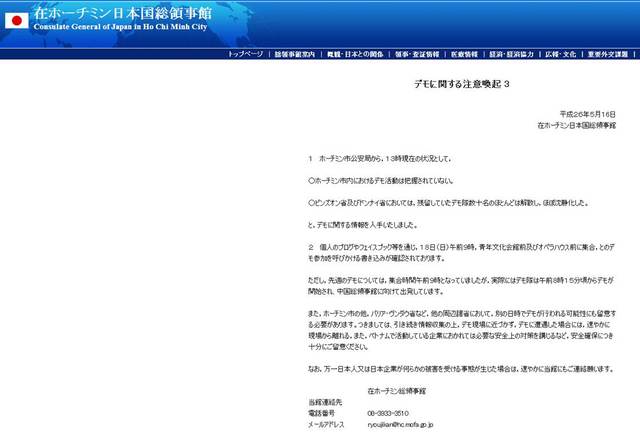 在ホーチミン日本国総領事館
Consulate General of Japan in Ho Chi Minh City
トップページ | 総領事館案内 | 概観・日本との関係 | 領事・査証情報 | 医療情報 | 経済・経済協力 | 広報・文化 | 重要外交課題 |
デモに関する注意喚起 3
平成26年5月16日
在ホーチミン日本国総領事館
1 ホーチミン市公安局から，13時現在の状況として，
○ホーチミン市内におけるデモ活動は把握されていない。
○ビンズオン省及びドンナイ省においては，残留していたデモ隊数十名のほとんどは解散し，ほぼ沈静化した。
と，デモに関する情報を入手いたしました。
2 個人のブログやフェイスブック等を通じ，18日（日）午前9時，青年文化会館前及びオペラハウス前に集合，とのデ
モ参加を呼びかける書き込みが確認されております。
ただし，先週のデモについては，集合時間午前9時となっていましたが，実際にはデモ隊は午前8時15分頃からデモが
開始され，中国総領事館に向けて出発しています。
また，ホーチミン市の他，バリア・ヴンタウ省など，他の周辺諸省において，別の日時でデモが行われる可能性にも留意す
る必要があります。つきましては，引き続き情報収集の上，デモ現場に近づかず，デモに遭遇した場合には，速やかに
現場から離れる，また，ベトナムで活動している企業におかれては必要な安全上の対策を講じるなど，安全確保につき
十分にご留意ください。
なお，万一日本人又は日本企業が何らかの被害を受ける事態が生じた場合は，速やかに当館にもご連絡願います。
在ホーチミン総領事館
当館連絡先
電話番号 08-3933-3510
メールアドレス ryoujikan@hc.mofa.go.jp